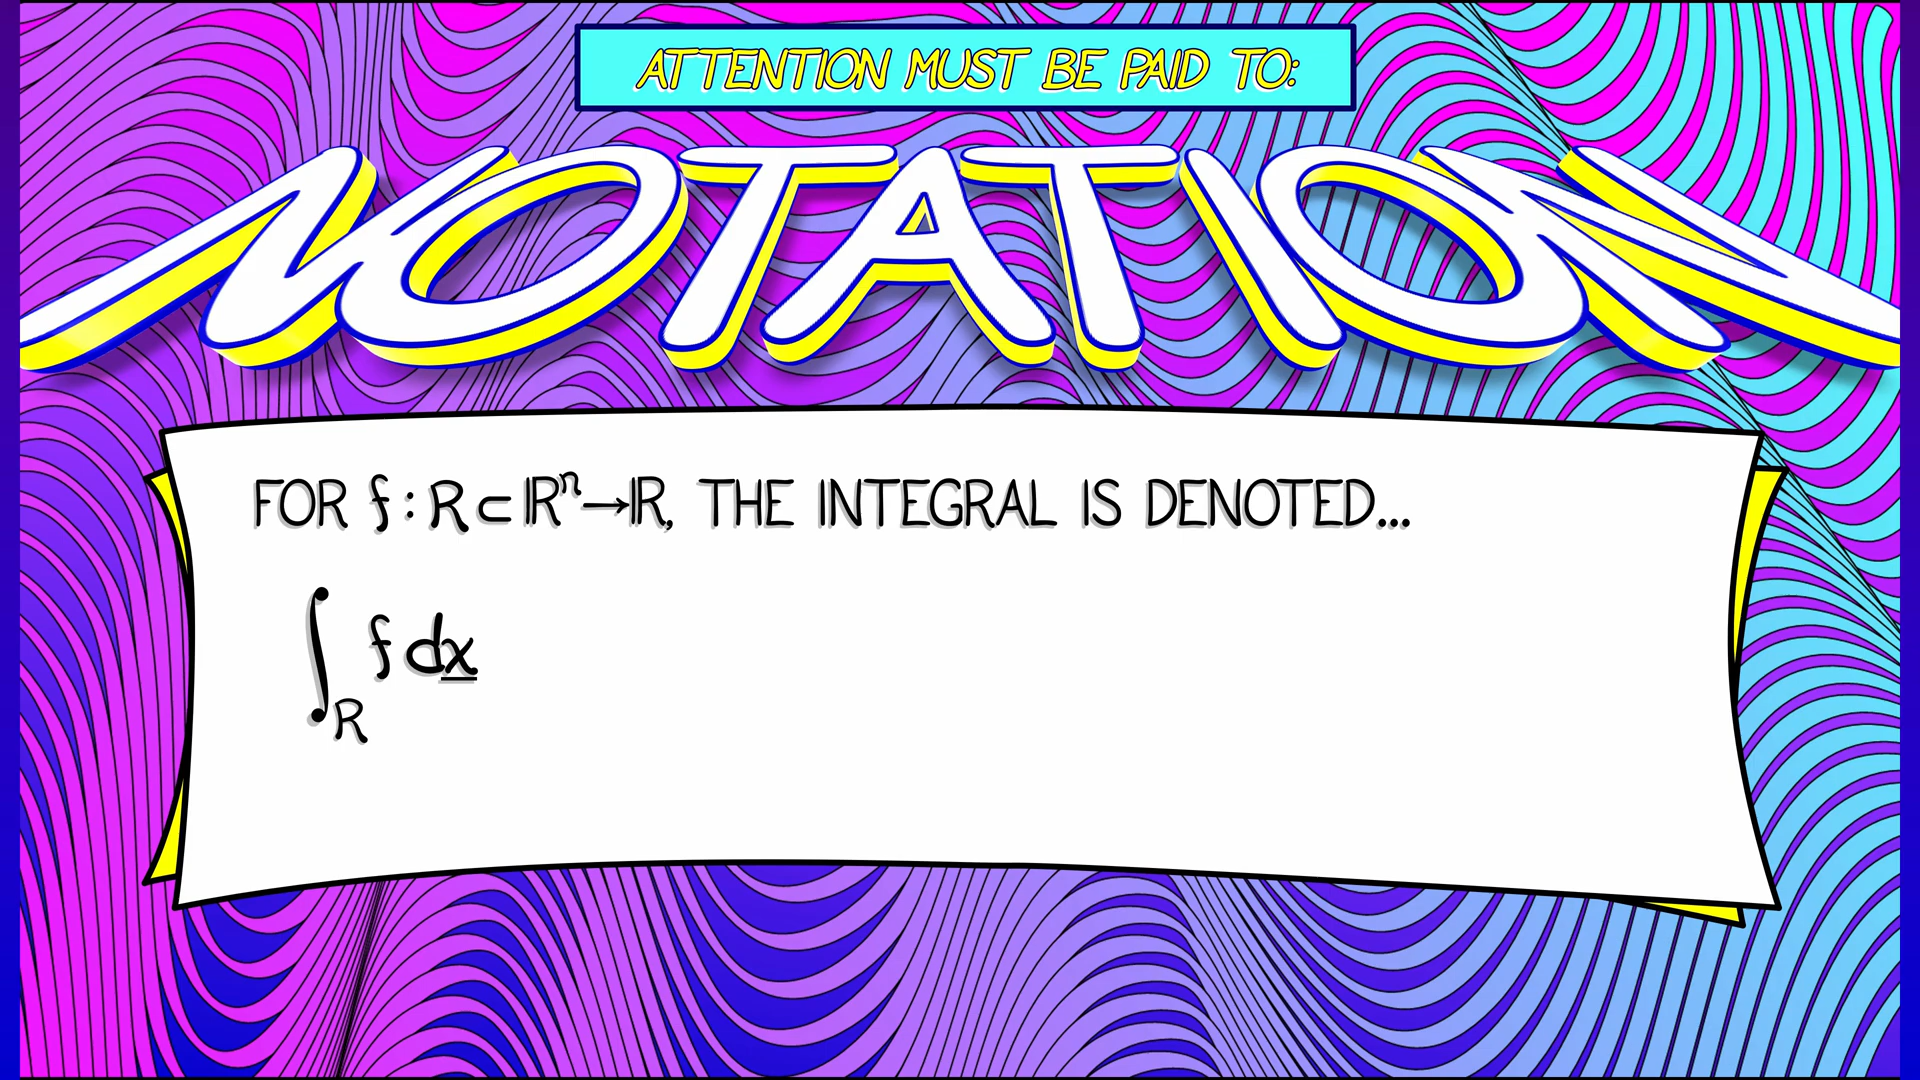 ATTENTION MUST BE PAID TO:
NOTATION
FOR f : R ⊂ ℝⁿ → ℝ, THE INTEGRAL IS DENOTED...
∫_R f dx̲